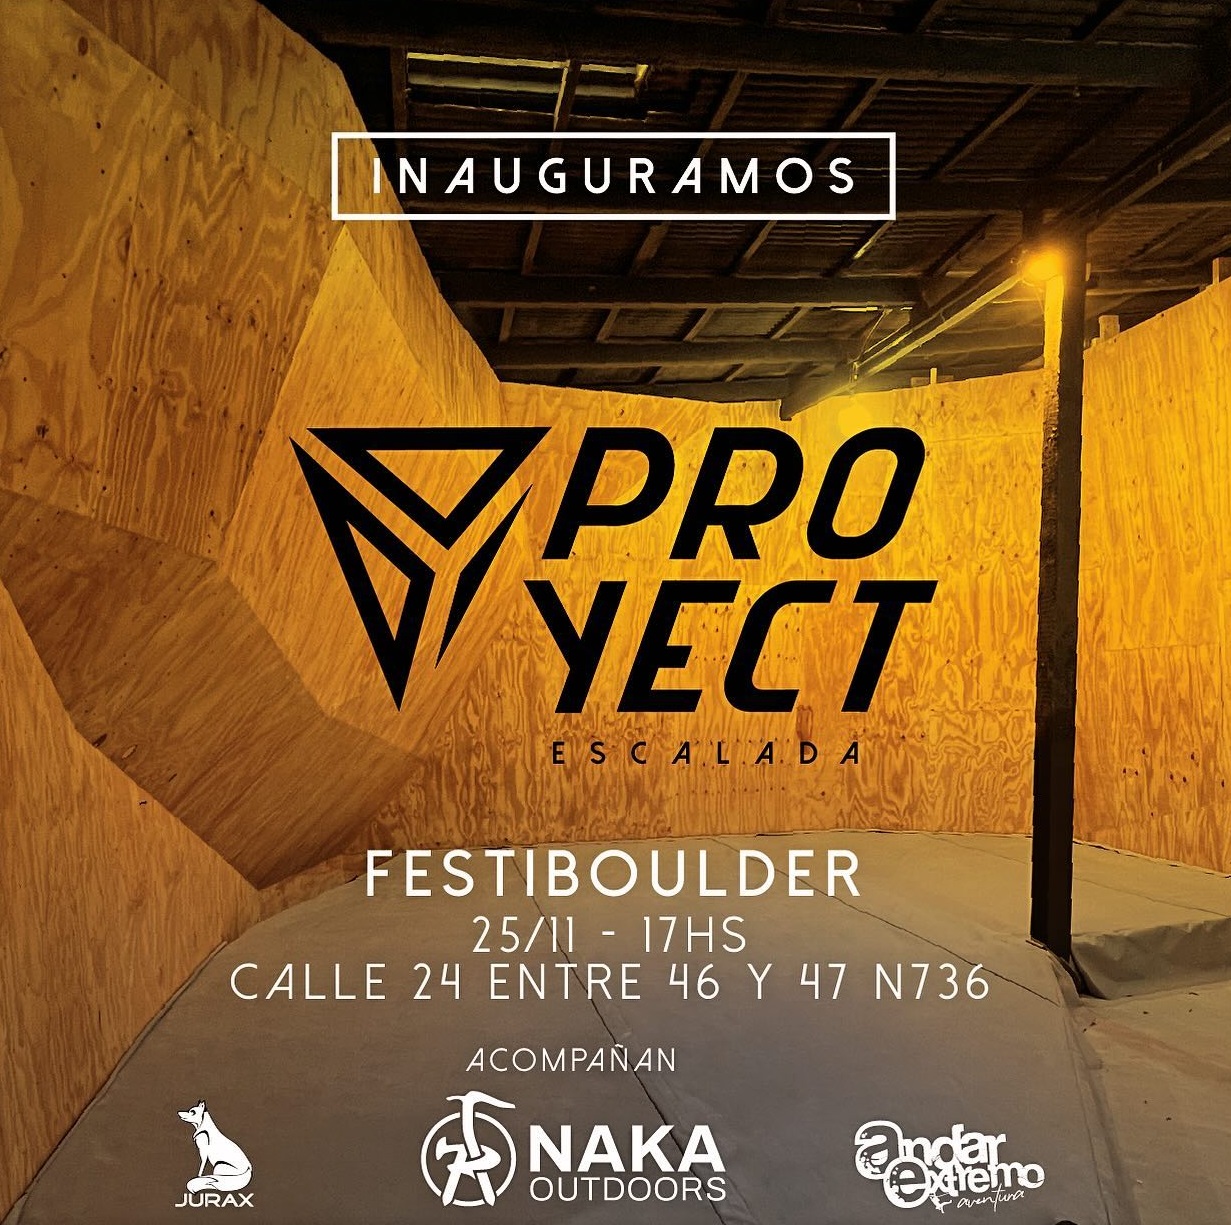 INAUGURAMOS
PRO
YECT
ESCALADA
FESTIBOULDER
25/11 - 17HS
CALLE 24 ENTRE 46 Y 47 N736
ACOMPAÑAN
JURAX
NAKA
OUTDOORS
andar
extremo
aventura